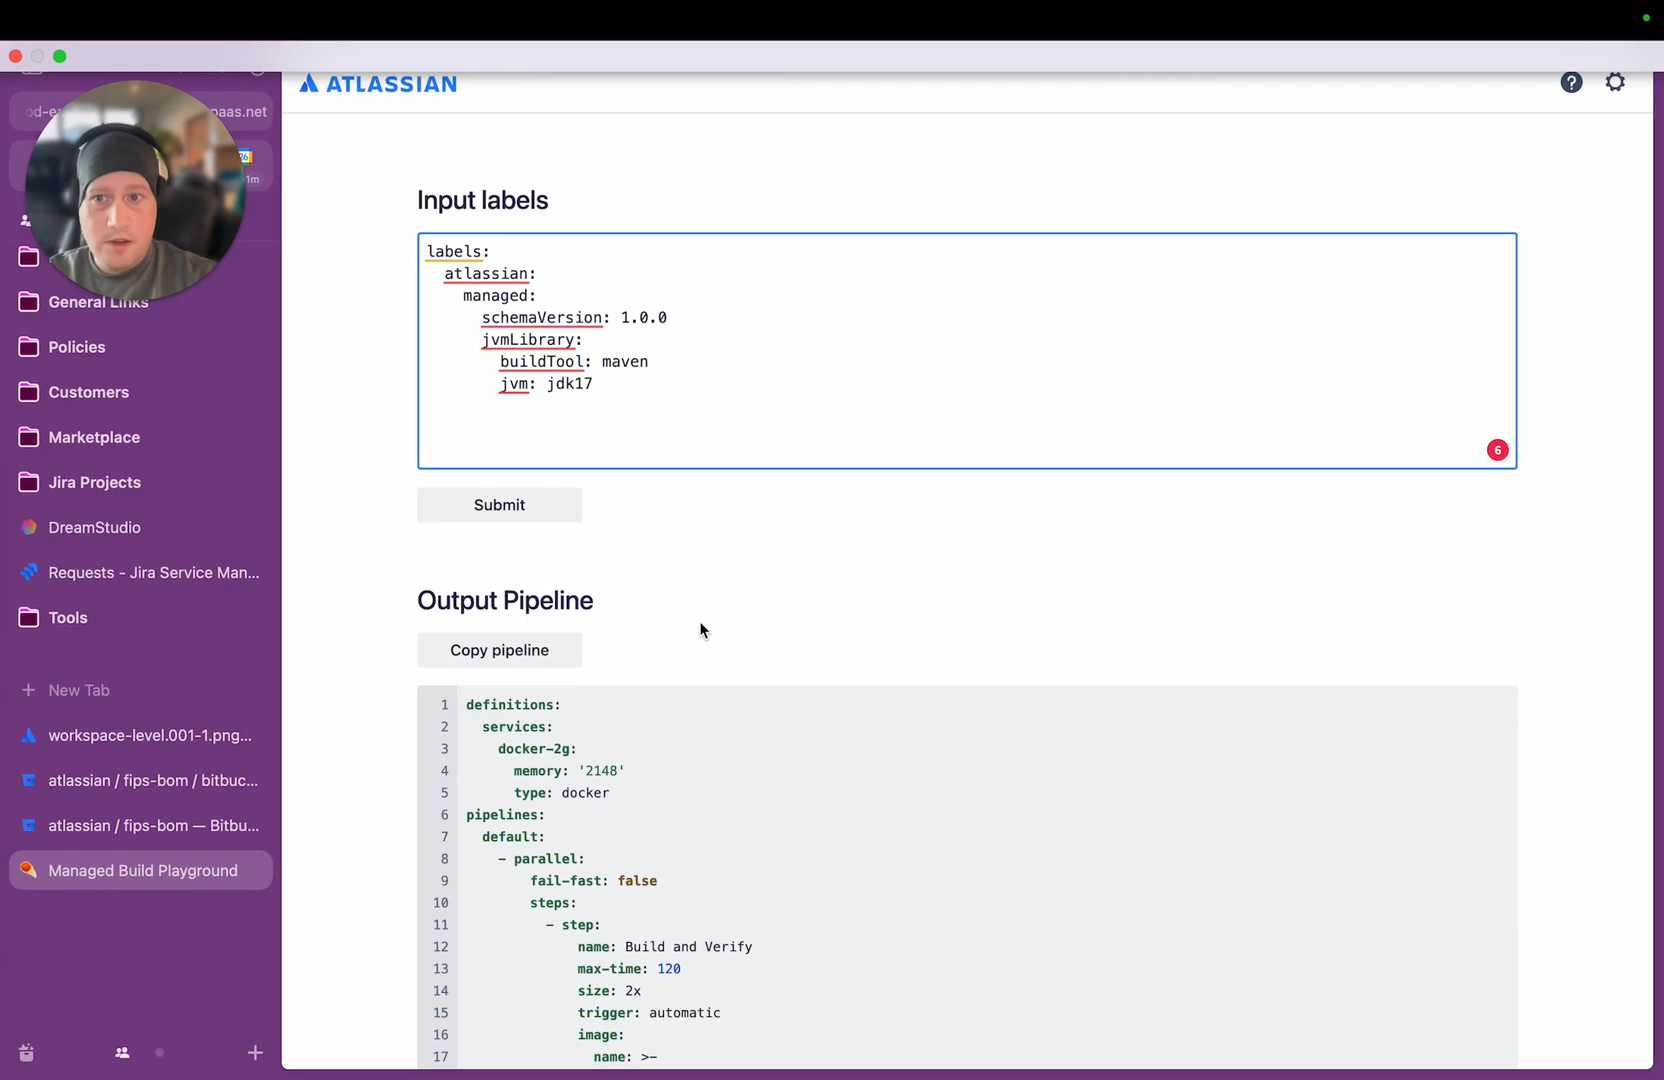 ATLASSIAN
paas.net
26
1m
General Links
Policies
Customers
Marketplace
Jira Projects
DreamStudio
Requests - Jira Service Man...
Tools
New Tab
workspace-level.001-1.png...
atlassian / fips-bom / bitbuc...
atlassian / fips-bom — Bitbu...
Managed Build Playground
Input labels
labels:
atlassian:
managed:
schemaVersion: 1.0.0
jvmLibrary:
buildTool: maven
jvm: jdk17
6
Submit
Output Pipeline
Copy pipeline
1 definitions:
2 services:
3 docker-2g:
4 memory: '2148'
5 type: docker
6 pipelines:
7 default:
8 - parallel:
9 fail-fast: false
10 steps:
11 - step:
12 name: Build and Verify
13 max-time: 120
14 size: 2x
15 trigger: automatic
16 image:
17 name: >-